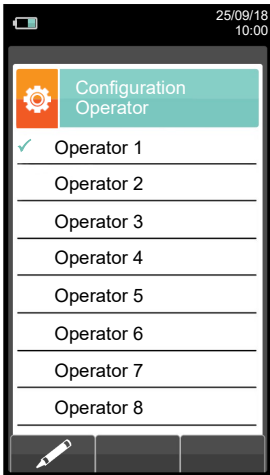 25/09/18
10:00
Configuration
Operator
Operator 1
Operator 2
Operator 3
Operator 4
Operator 5
Operator 6
Operator 7
Operator 8